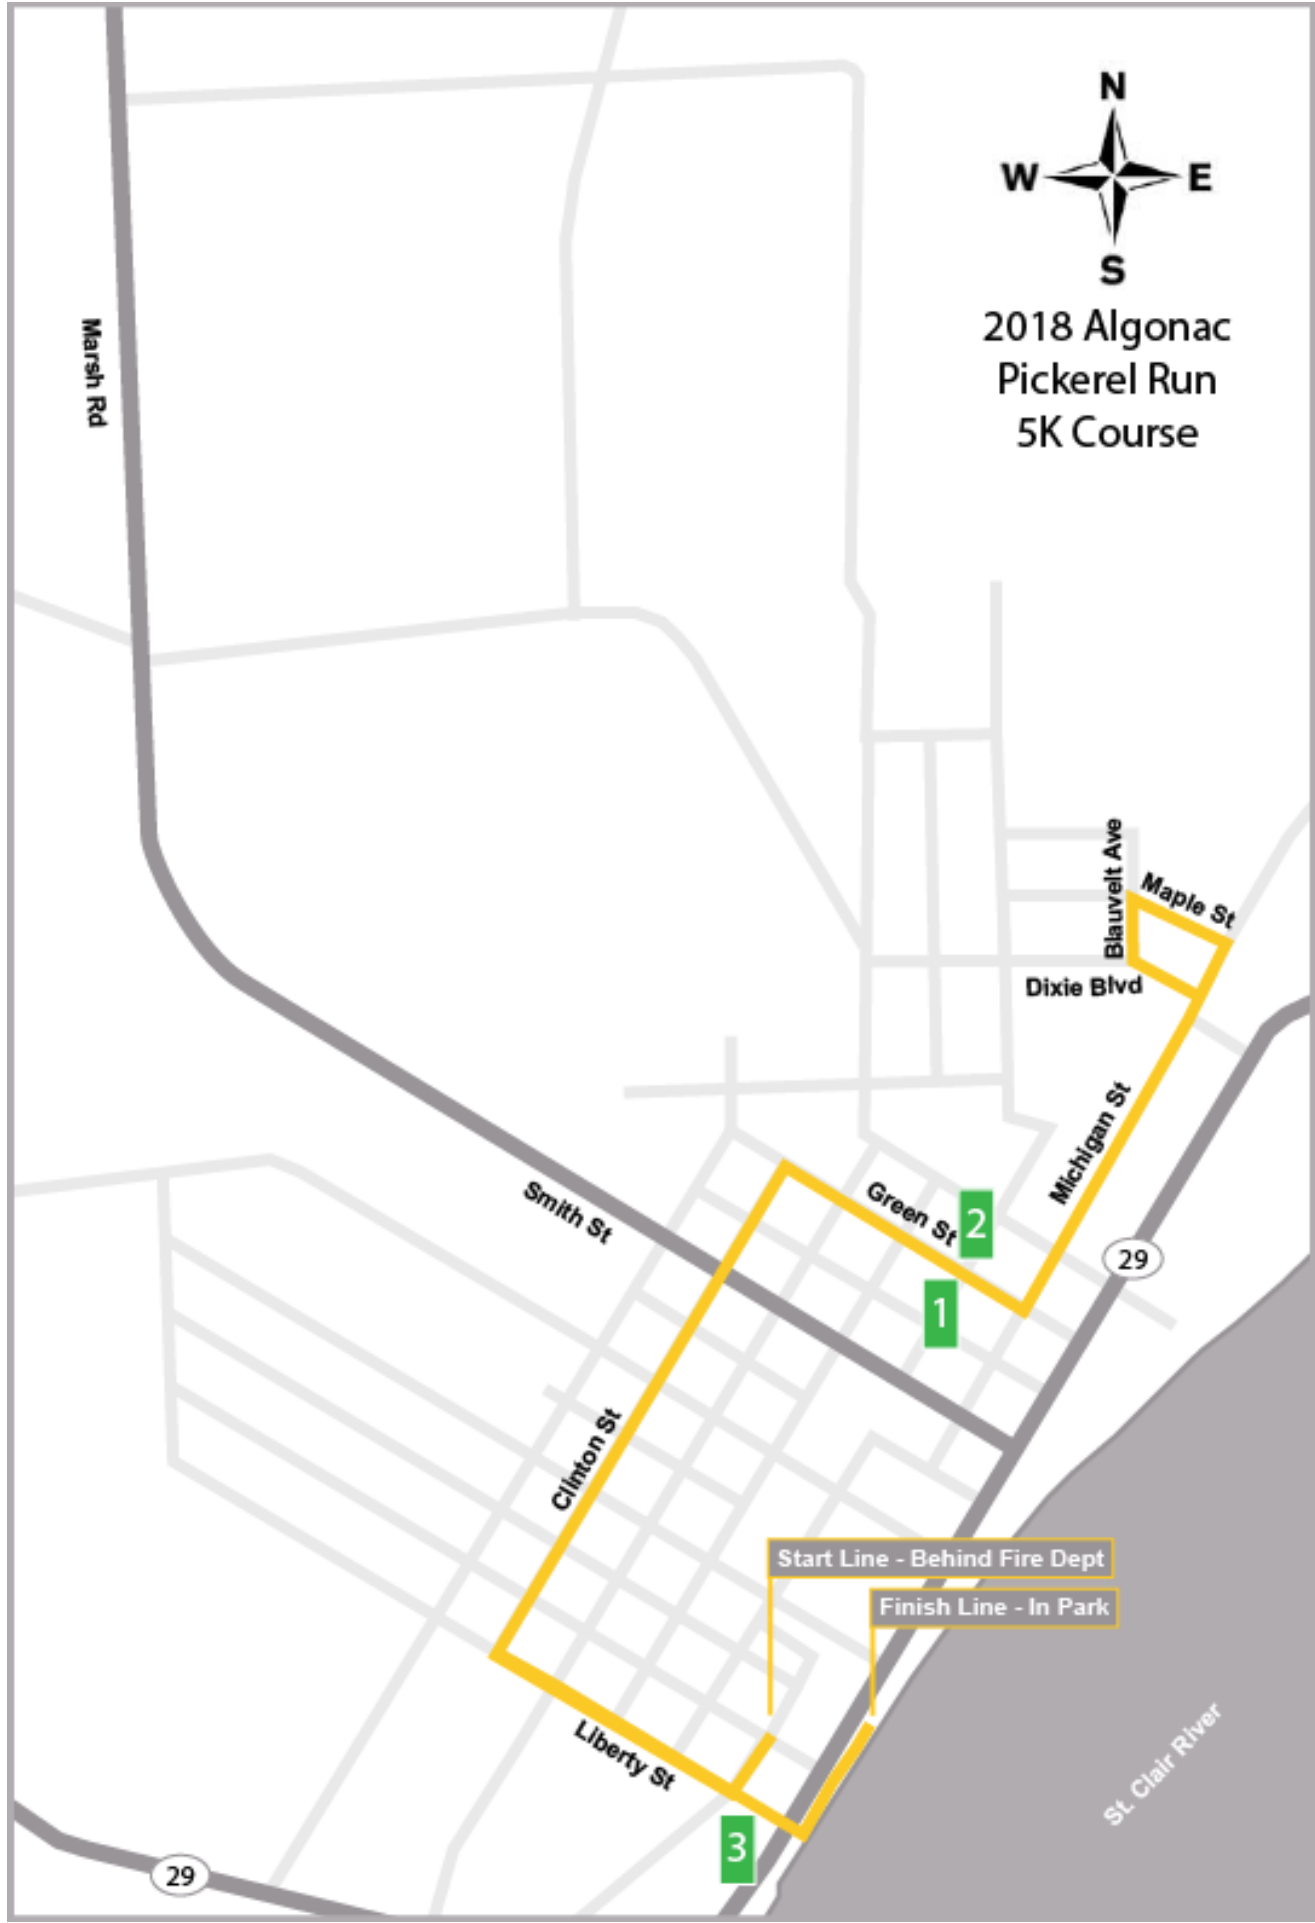 N
W E
S
2018 Algonac
Pickerel Run
5K Course
Marsh Rd
Blauvelt Ave
Maple St
Dixie Blvd
Michigan St
Smith St
Green St
2
29
1
Clinton St
Start Line - Behind Fire Dept
Finish Line - In Park
Liberty St
St. Clair River
3
29